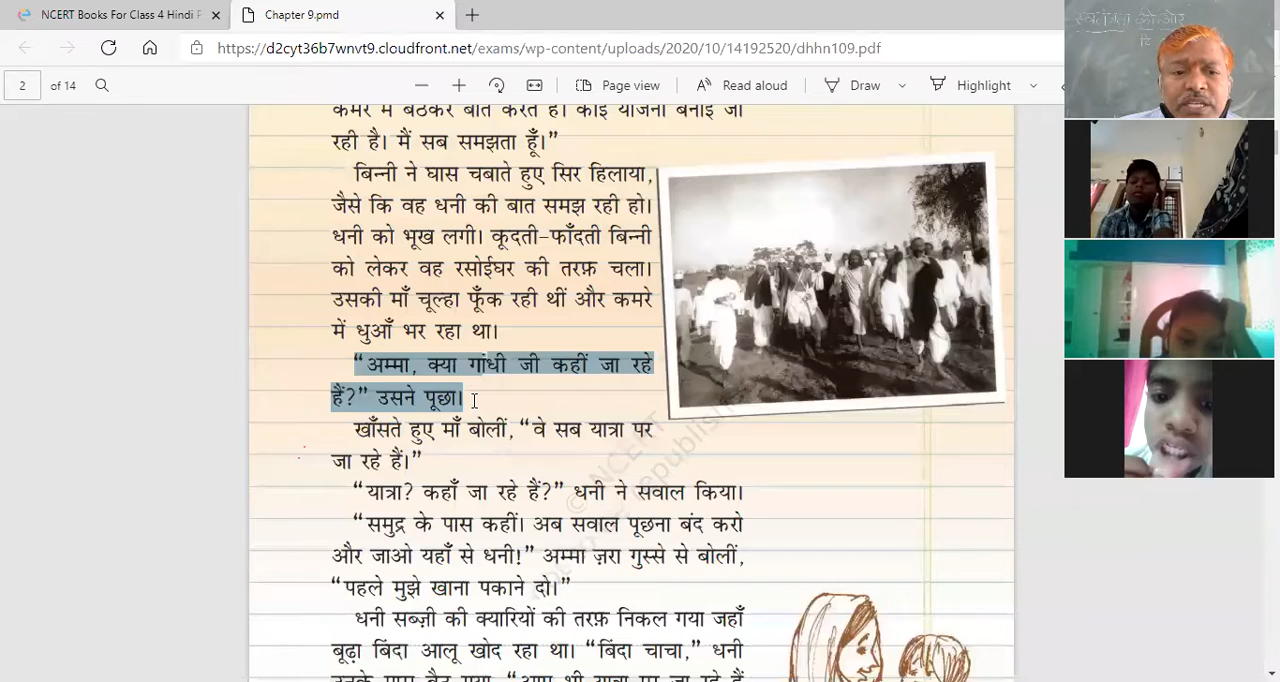 NCERT Books For Class 4 Hindi
Chapter 9.pmd
https://d2cyt36b7wnvt9.cloudfront.net/exams/wp-content/uploads/2020/10/14192520/dhhn109.pdf
2 of 14
Page view
Read aloud
Draw
Highlight
रही है। मैं सब समझता हूँ।”
बिन्नी ने घास चबाते हुए सिर हिलाया,
जैसे कि वह धनी की बात समझ रही हो।
धनी को भूख लगी। कूदती-फाँदती बिन्नी
को लेकर वह रसोईघर की तरफ़ चला।
उसकी माँ चूल्हा फूँक रही थीं और कमरे
में धुआँ भर रहा था।
“अम्मा, क्या गांधी जी कहीं जा रहे
हैं?” उसने पूछा।
खाँसते हुए माँ बोलीं, “वे सब यात्रा पर
जा रहे हैं।”
“यात्रा? कहाँ जा रहे हैं?” धनी ने सवाल किया।
“समुद्र के पास कहीं। अब सवाल पूछना बंद करो
और जाओ यहाँ से धनी!” अम्मा ज़रा गुस्से से बोलीं,
“पहले मुझे खाना पकाने दो।”
धनी सब्ज़ी की क्यारियों की तरफ़ निकल गया जहाँ
बूढ़ा बिंदा आलू खोद रहा था। “बिंदा चाचा,” धनी
© NCERT